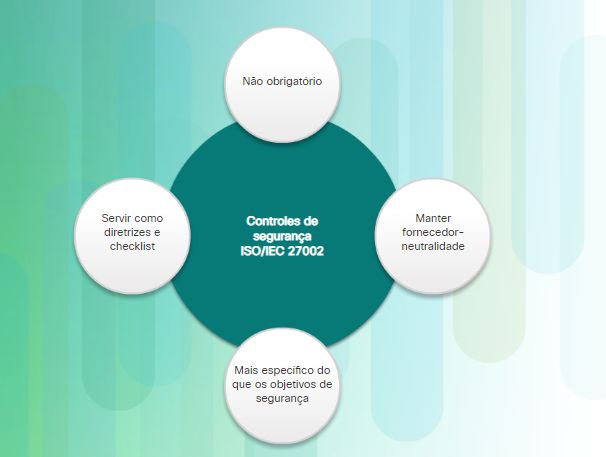 Não obrigatório
Servir como
diretrizes e
checklist
Controles de
segurança
ISO/IEC 27002
Manter
fornecedor-
neutralidade
Mais específico do
que os objetivos de
segurança